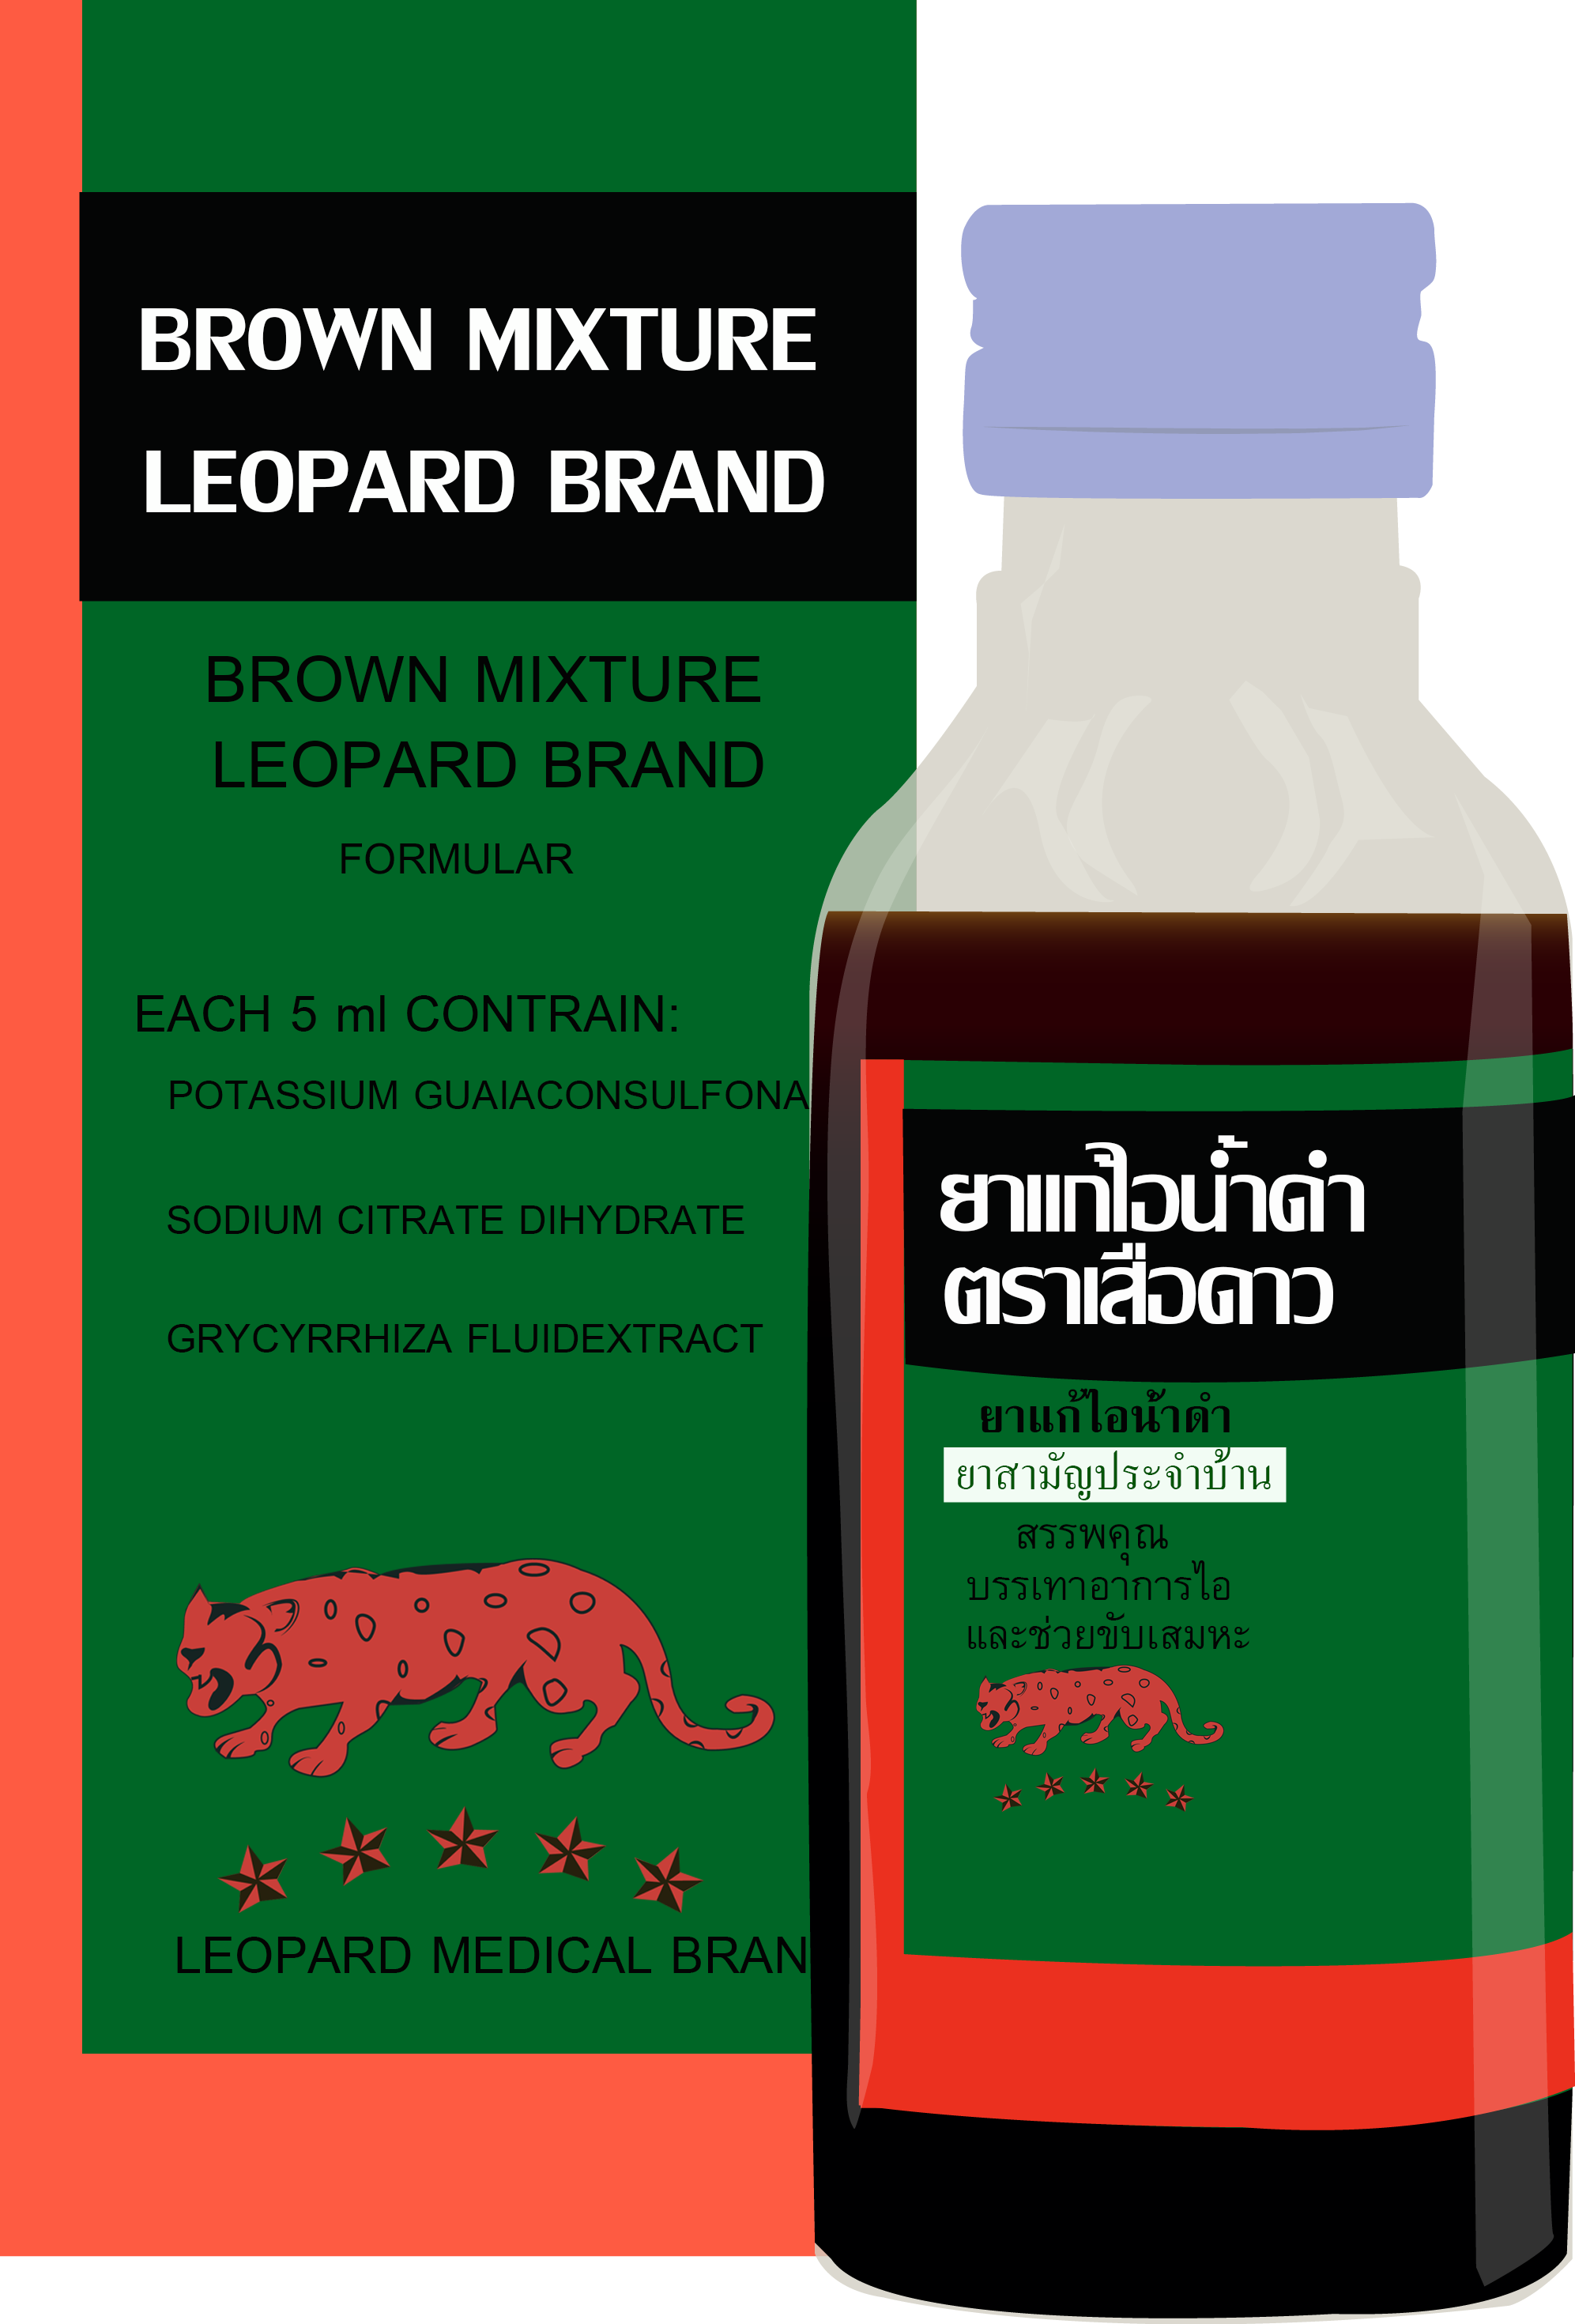 BROWN MIXTURE
LEOPARD BRAND
BROWN MIXTURE
LEOPARD BRAND
FORMULAR
EACH 5 ml CONTRAIN:
POTASSIUM GUAIACONSULFONA
SODIUM CITRATE DIHYDRATE
GRYCYRRHIZA FLUIDEXTRACT
LEOPARD MEDICAL BRAN
ยาแก้ไอน้ำดำ
ตราเสือดาว
ยาแก้ไอน้ำดำ
ยาสามัญประจำบ้าน
สรรพคุณ
บรรเทาอาการไอ
และช่วยขับเสมหะ